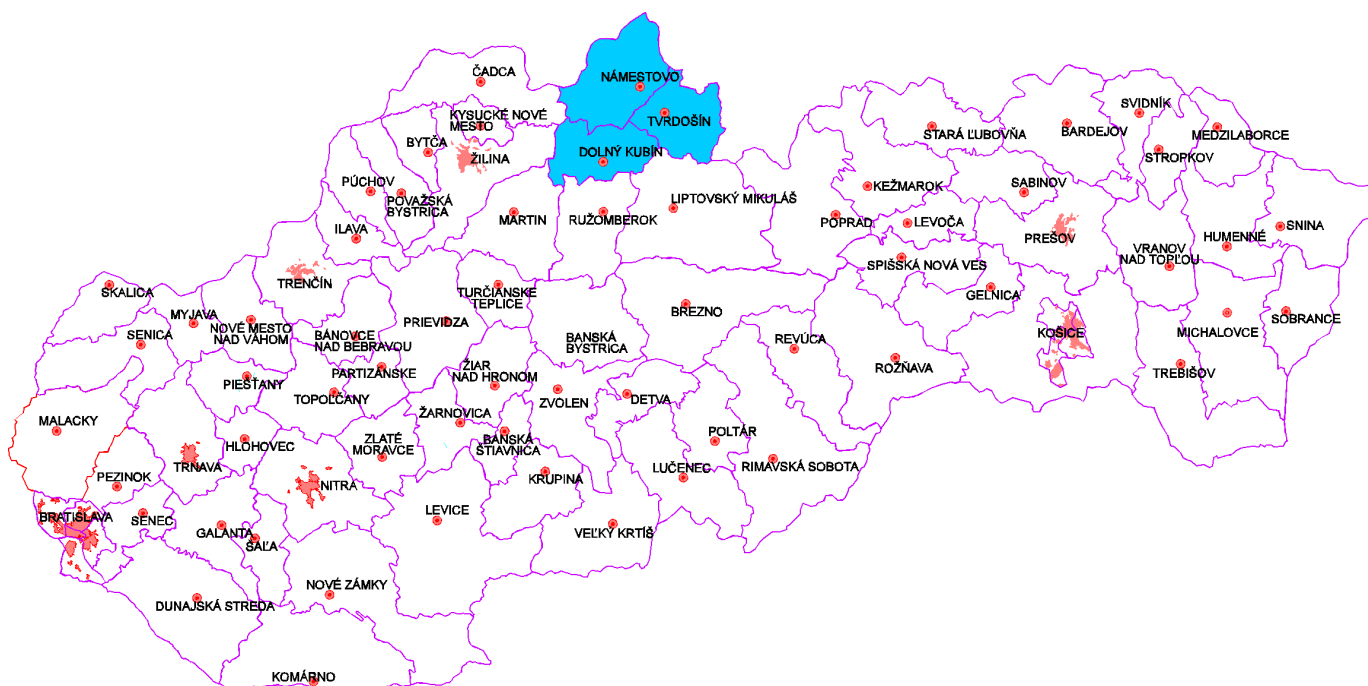 ČADCA
NÁMESTOVO
KYSUCKÉ NOVÉ
MESTO
TVRDOŠÍN
SVIDNÍK
STARÁ ĽUBOVŇA
BARDEJOV
MEDZILABORCE
BYTČA
ŽILINA
DOLNÝ KUBÍN
STROPKOV
PÚCHOV
POVAŽSKÁ
BYSTRICA
LIPTOVSKÝ MIKULÁŠ
KEŽMAROK
SABINOV
MARTIN
RUŽOMBEROK
POPRAD
LEVOČA
ILAVA
PREŠOV
SNINA
HUMENNÉ
VRANOV
NAD TOPĽOU
SPIŠSKÁ NOVÁ VES
TRENČÍN
SKALICA
TURČIANSKE
TEPLICE
GELNICA
MYJAVA
NOVÉ MESTO
NAD VÁHOM
PRIEVIDZA
BREZNO
SOBRANCE
SENICA
BÁNOVCE
NAD BEBRAVOU
BANSKÁ
BYSTRICA
REVÚCA
KOŠICE
MICHALOVCE
ŽIAR
NAD HRONOM
ROŽŇAVA
TREBIŠOV
PIEŠŤANY
PARTIZÁNSKE
TOPOĽČANY
ZVOLEN
DETVA
MALACKY
ŽARNOVICA
HLOHOVEC
ZLATÉ
MORAVCE
BANSKÁ
ŠTIAVNICA
POLTÁR
TRNAVA
LUČENEC
RIMAVSKÁ SOBOTA
PEZINOK
NITRA
KRUPINA
BRATISLAVA
SENEC
LEVICE
GALANTA
ŠAĽA
VEĽKÝ KRTÍŠ
NOVÉ ZÁMKY
DUNAJSKÁ STREDA
KOMÁRNO